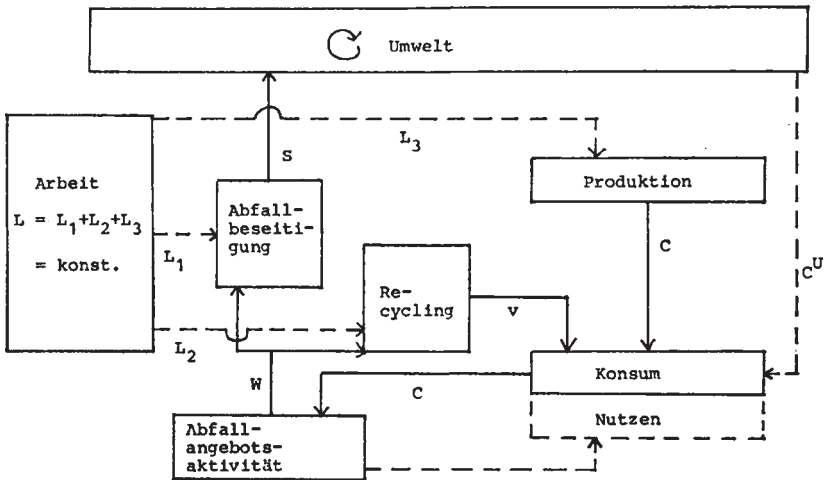 Umwelt
Arbeit
L = L₁+L₂+L₃
= konst.
L₃
S
Produktion
Abfall-
beseiti-
gung
L₁
C
Cᵁ
Re-
cycling
v
L₂
W
C
Konsum
Nutzen
Abfall-
angebots-
aktivität